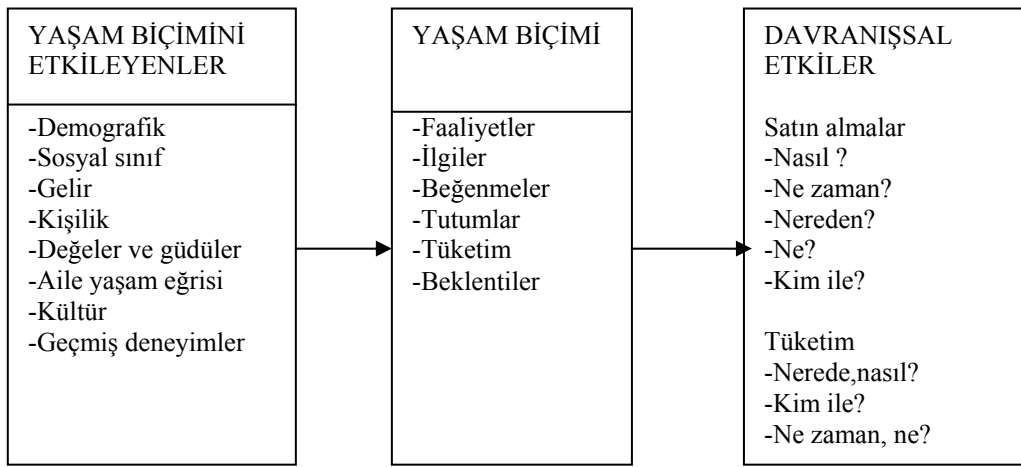 YAŞAM BİÇİMİNİ
ETKİLEYENLER
-Demografik
-Sosyal sınıf
-Gelir
-Kişilik
-Değeler ve güdüler
-Aile yaşam eğrisi
-Kültür
-Geçmiş deneyimler
YAŞAM BİÇİMİ
-Faaliyetler
-İlgiler
-Beğenmeler
-Tutumlar
-Tüketim
-Beklentiler
DAVRANIŞSAL
ETKİLER
Satın almalar
-Nasıl ?
-Ne zaman?
-Nereden?
-Ne?
-Kim ile?
Tüketim
-Nerede,nasıl?
-Kim ile?
-Ne zaman, ne?